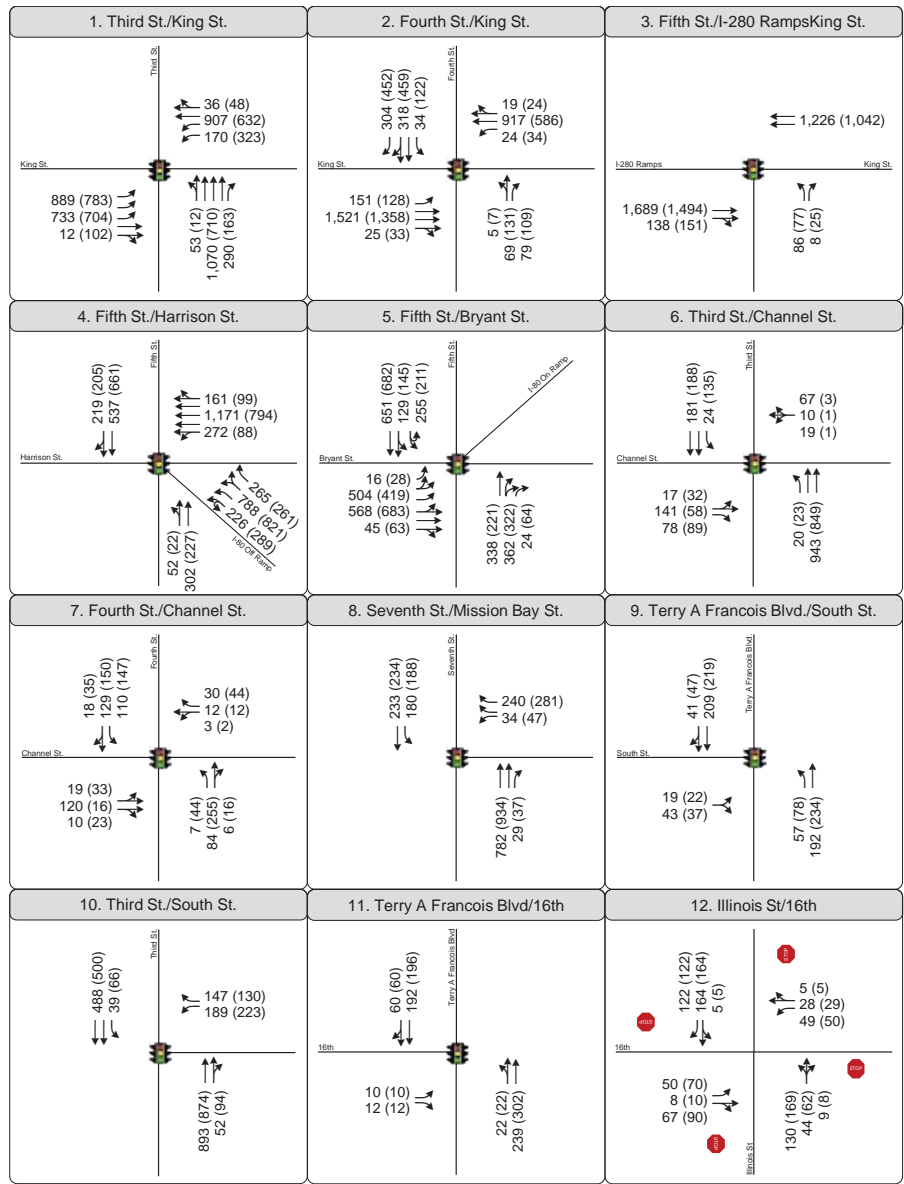 1. Third St./King St.
Third St.
36 (48)
907 (632)
170 (323)
King St.
889 (783)
733 (704)
12 (102)
53 (12)
1,070 (710)
290 (163)
2. Fourth St./King St.
Fourth St.
304 (452)
318 (459)
34 (122)
19 (24)
917 (586)
24 (34)
King St.
151 (128)
1,521 (1,358)
25 (33)
5 (7)
69 (131)
79 (109)
3. Fifth St./I-280 RampsKing St.
1,226 (1,042)
I-280 Ramps
King St.
1,689 (1,494)
138 (151)
86 (77)
8 (25)
4. Fifth St./Harrison St.
Fifth St.
219 (205)
537 (661)
161 (99)
1,171 (794)
272 (88)
Harrison St.
265 (261)
788 (821)
226 (289)
I-80 Off Ramp
52 (22)
302 (227)
5. Fifth St./Bryant St.
Fifth St.
I-80 On Ramp
651 (682)
129 (145)
255 (211)
Bryant St.
16 (28)
504 (419)
568 (683)
45 (63)
338 (221)
362 (322)
24 (64)
6. Third St./Channel St.
Third St.
181 (188)
24 (135)
67 (3)
10 (1)
19 (1)
Channel St.
17 (32)
141 (58)
78 (89)
20 (23)
943 (849)
7. Fourth St./Channel St.
Fourth St.
18 (35)
129 (150)
110 (147)
30 (44)
12 (12)
3 (2)
Channel St.
19 (33)
120 (16)
10 (23)
7 (44)
84 (255)
6 (16)
8. Seventh St./Mission Bay St.
Seventh St.
233 (234)
180 (188)
240 (281)
34 (47)
782 (934)
29 (37)
9. Terry A Francois Blvd./South St.
Terry A Francois Blvd.
41 (47)
209 (219)
South St.
19 (22)
43 (37)
57 (78)
192 (234)
10. Third St./South St.
Third St.
488 (500)
39 (66)
147 (130)
189 (223)
893 (874)
52 (94)
11. Terry A Francois Blvd/16th
Terry A Francois Blvd
60 (60)
192 (196)
16th
10 (10)
12 (12)
22 (22)
239 (302)
12. Illinois St/16th
STOP
122 (122)
164 (164)
5 (5)
5 (5)
28 (29)
49 (50)
STOP
16th
STOP
50 (70)
8 (10)
67 (90)
130 (169)
44 (62)
9 (8)
STOP
Illinois St